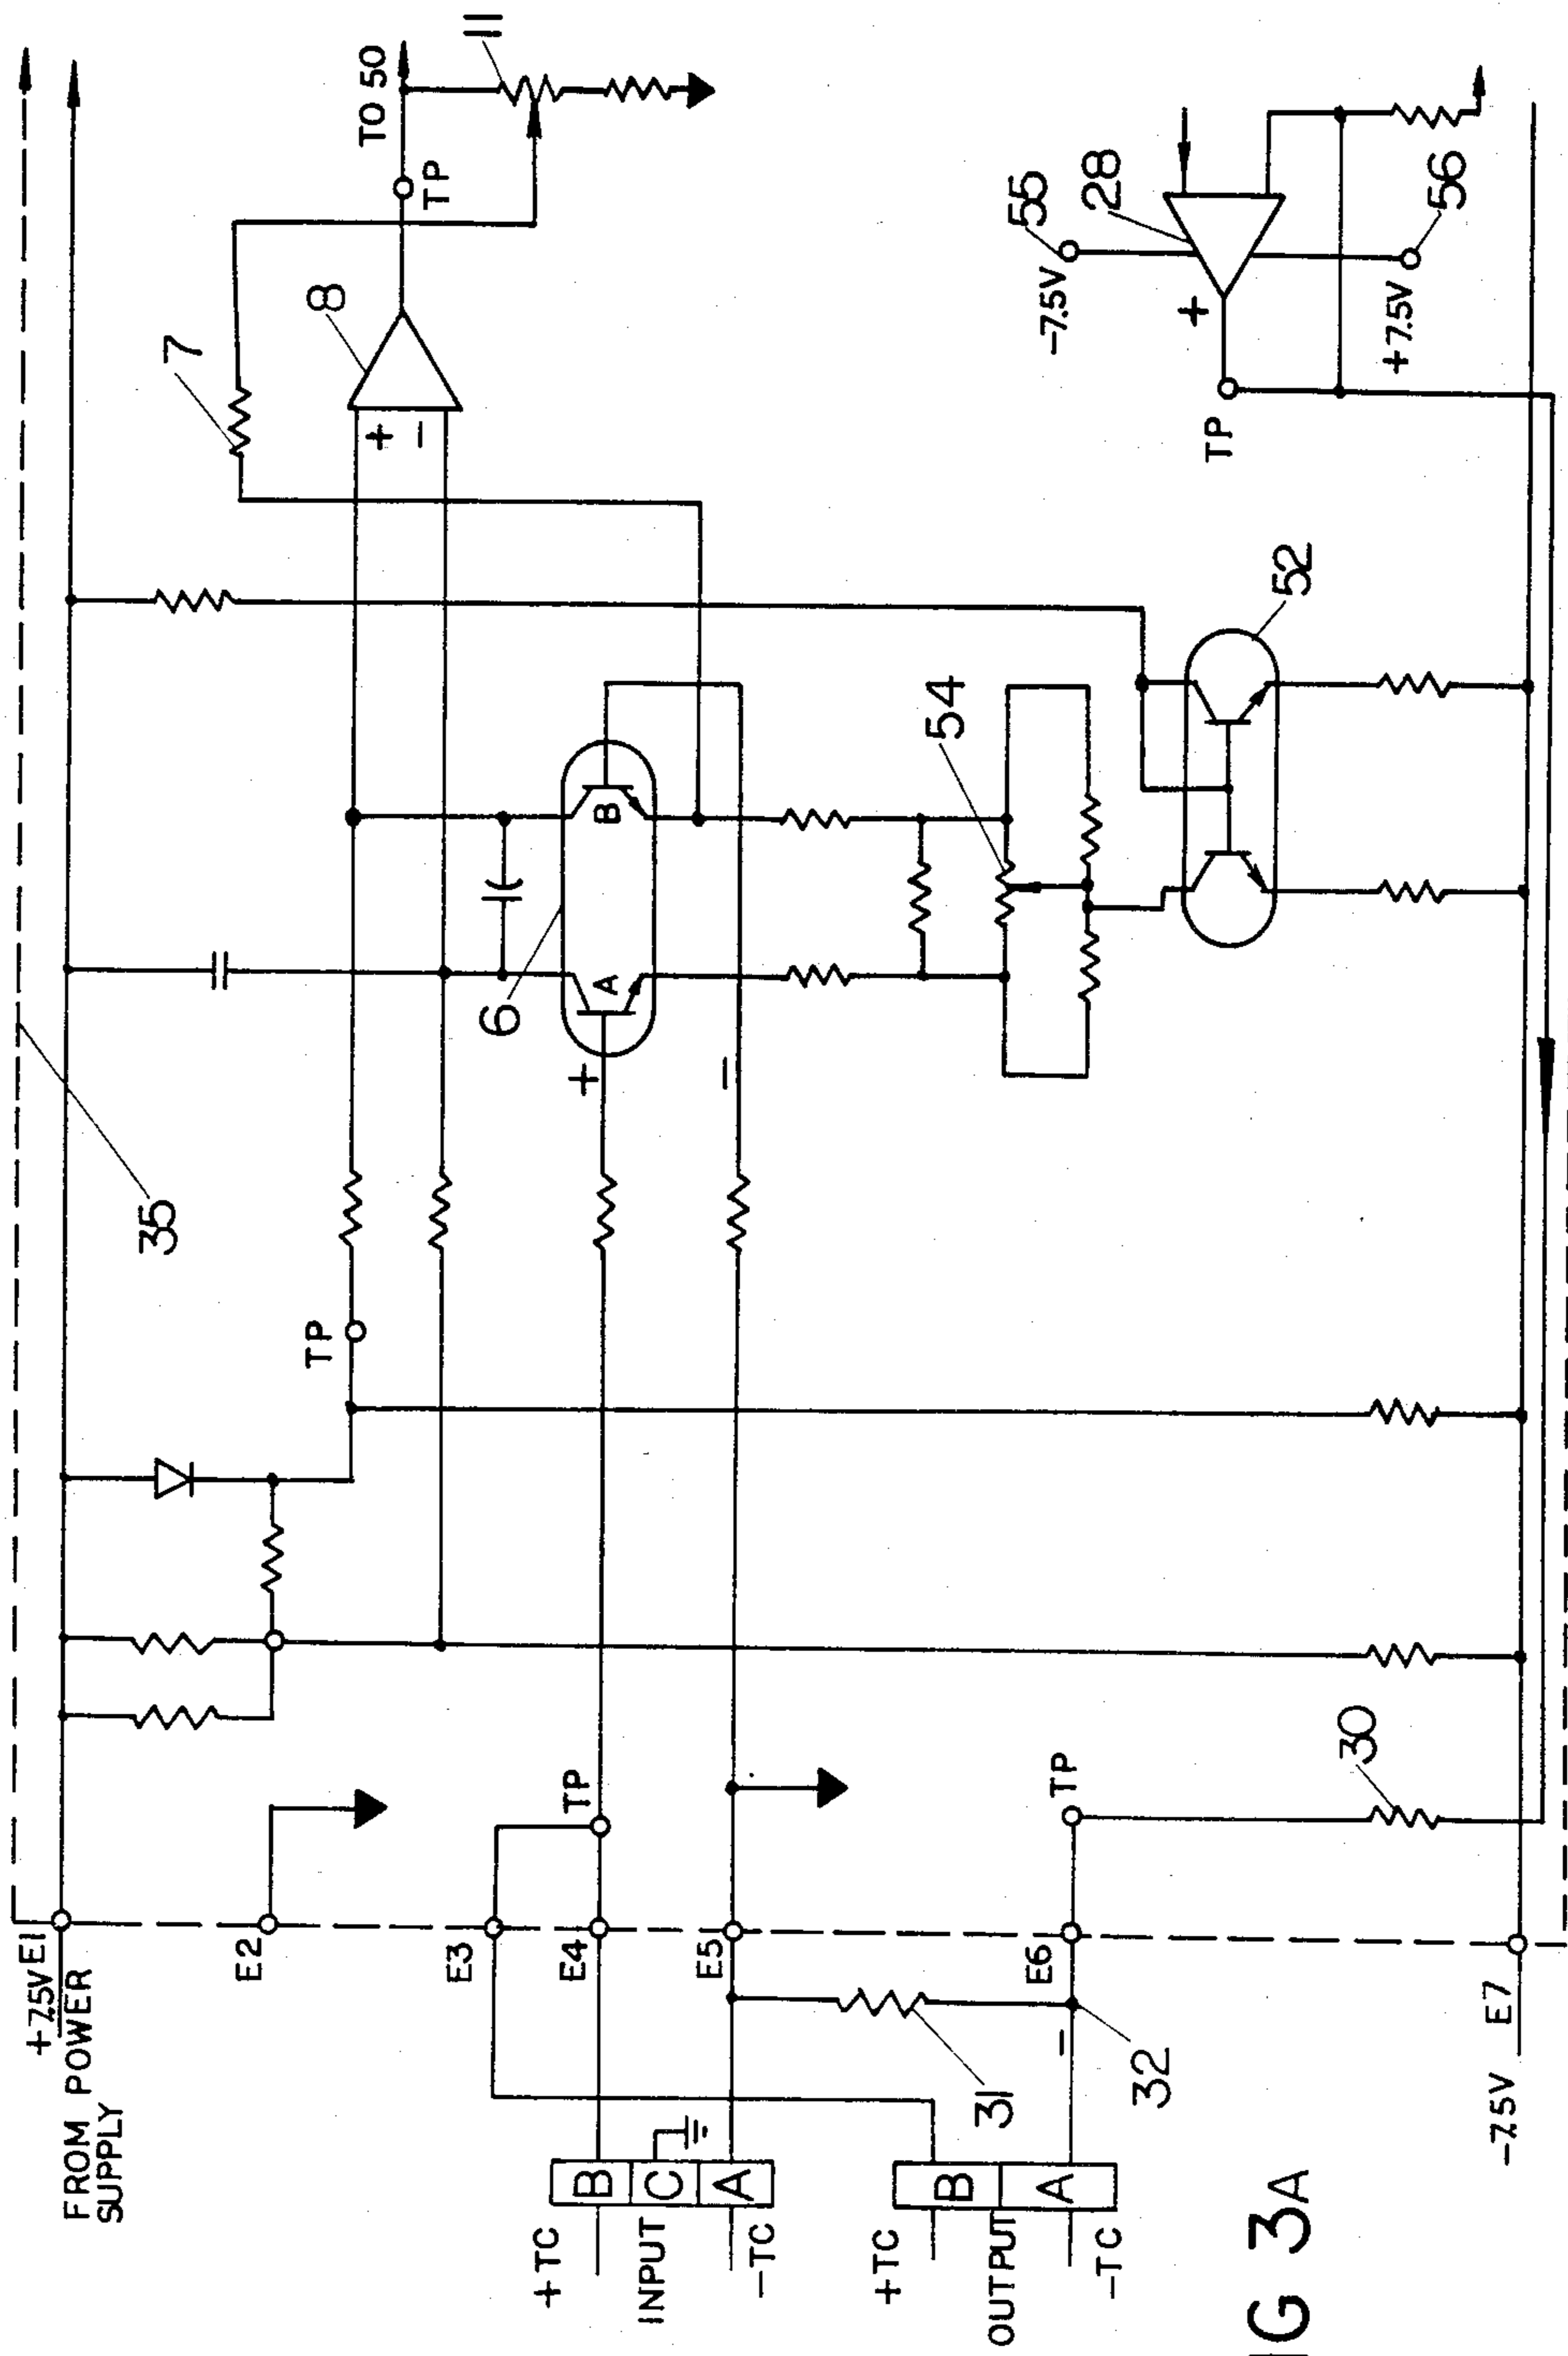 +7.5V E1
FROM POWER
SUPPLY
35
TO 50
11
TP
7
8
+
−
TP
E2
E3
E4
TP
6
A
B
+
−
+TC
B
INPUT
C
−TC
A
E5
54
55
−7.5V
28
+
TP
+7.5V
56
52
+TC
B
OUTPUT
−TC
A
31
−
32
E6
TP
30
−7.5V
E7
IG 3A